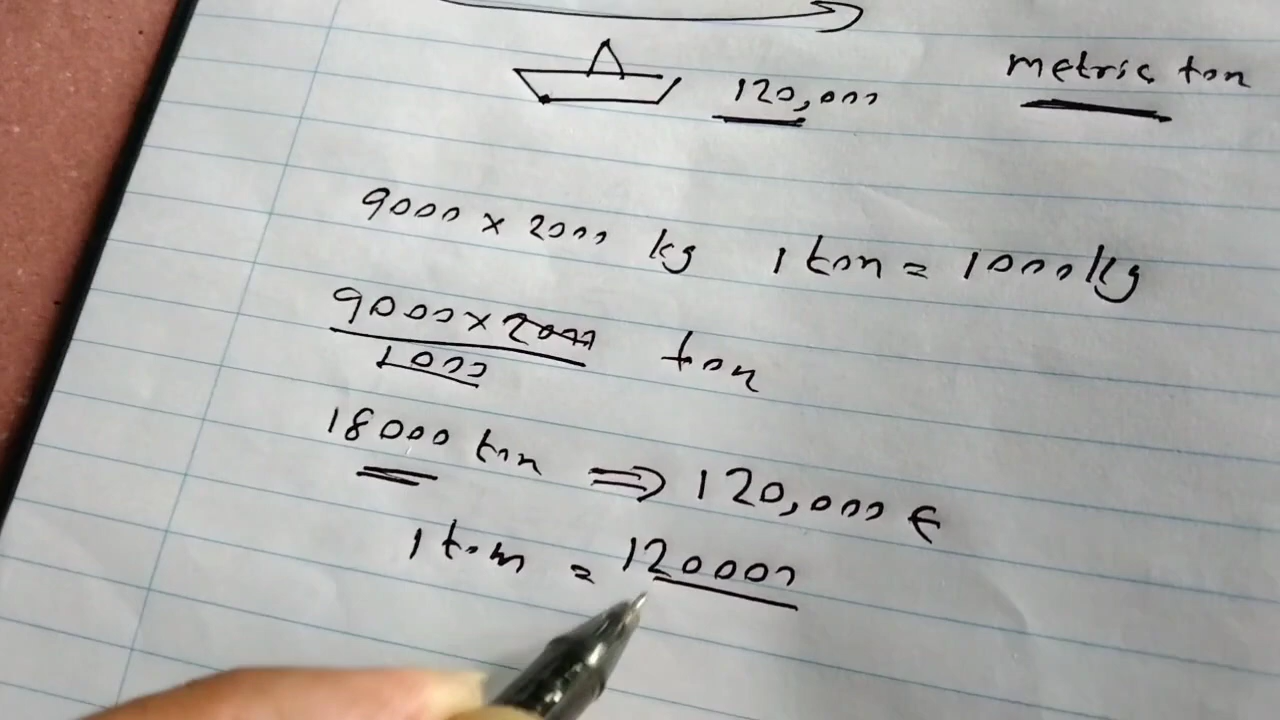 metric ton
120,000
9000 x 2000 kg 1 ton = 1000 kg
9000 x 2000 ton
1000
18000 ton ⇒ 120,000 €
1 ton = 120000